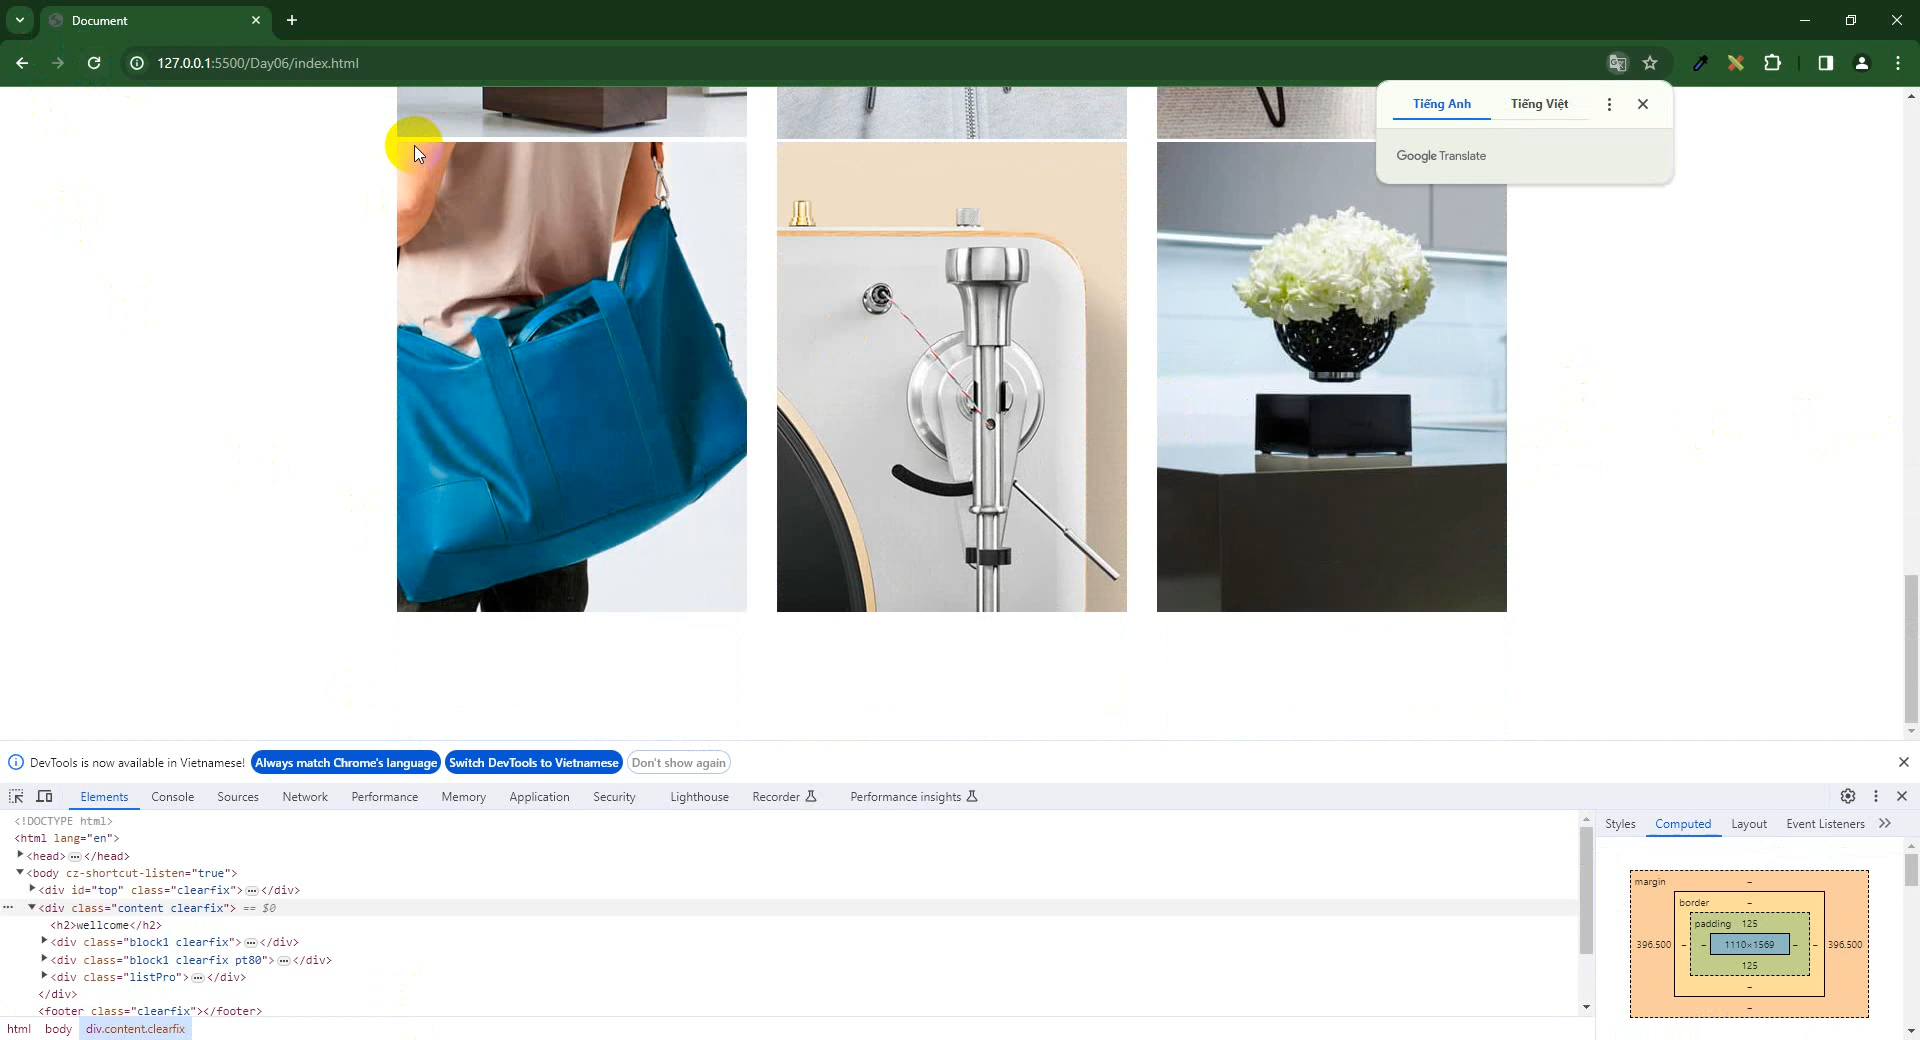 Document
127.0.0.1:5500/Day06/index.html
Tiếng Anh Tiếng Việt
Google Translate
DevTools is now available in Vietnamese! Always match Chrome's language Switch DevTools to Vietnamese Don't show again
Elements Console Sources Network Performance Memory Application Security Lighthouse Recorder Performance insights
<!DOCTYPE html>
<html lang="en">
<head> … </head>
<body cz-shortcut-listen="true">
<div id="top" class="clearfix"> … </div>
<div class="content clearfix"> == $0
<h2>wellcome</h2>
<div class="block1 clearfix"> … </div>
<div class="block1 clearfix pt80"> … </div>
<div class="listPro"> … </div>
</div>
<footer class="clearfix"></footer>
html body div.content.clearfix
Styles Computed Layout Event Listeners
margin –
border –
padding 125
396.500 – – 1110×1569 – – 396.500
125
–
–